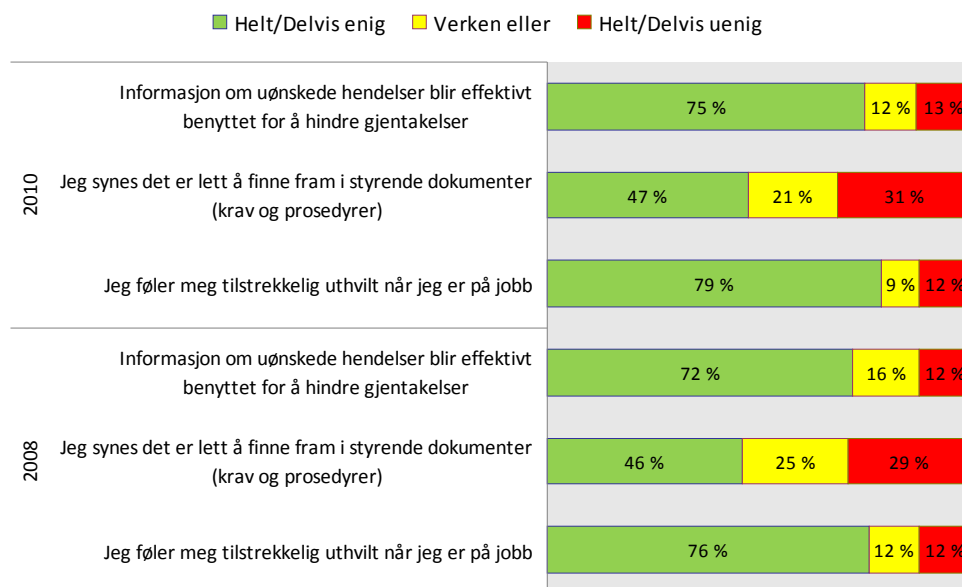 Helt/Delvis enig Verken eller Helt/Delvis uenig
2010
Informasjon om uønskede hendelser blir effektivt
benyttet for å hindre gjentakelser
75 % 12 % 13 %
Jeg synes det er lett å finne fram i styrende dokumenter
(krav og prosedyrer)
47 % 21 % 31 %
Jeg føler meg tilstrekkelig uthvilt når jeg er på jobb
79 % 9 % 12 %
2008
Informasjon om uønskede hendelser blir effektivt
benyttet for å hindre gjentakelser
72 % 16 % 12 %
Jeg synes det er lett å finne fram i styrende dokumenter
(krav og prosedyrer)
46 % 25 % 29 %
Jeg føler meg tilstrekkelig uthvilt når jeg er på jobb
76 % 12 % 12 %